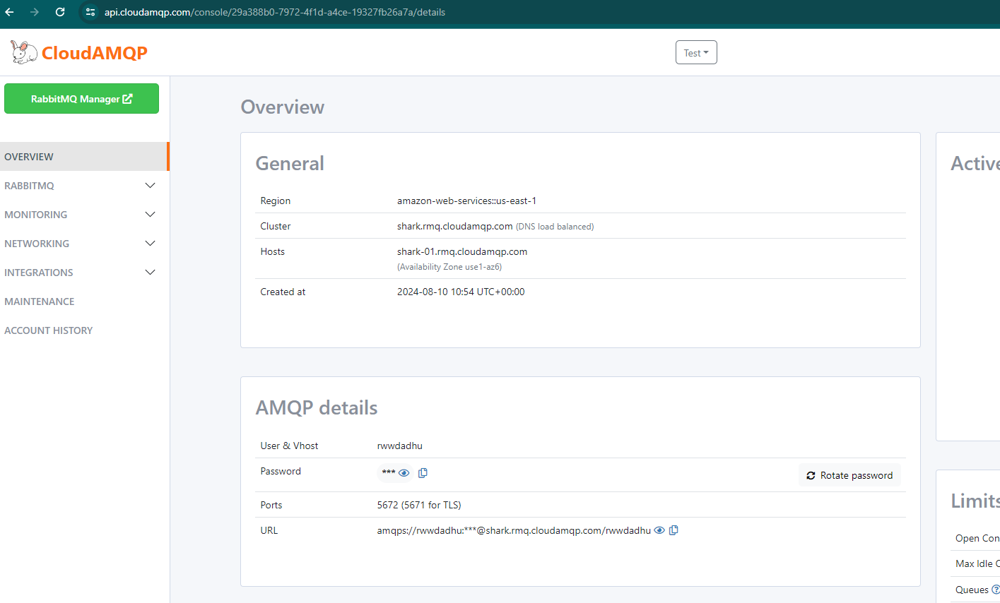 api.cloudamqp.com/console/29a388b0-7972-4f1d-a4ce-19327fb26a7a/details
CloudAMQP
Test
RabbitMQ Manager
OVERVIEW
RABBITMQ
MONITORING
NETWORKING
INTEGRATIONS
MAINTENANCE
ACCOUNT HISTORY
Overview
General
Region amazon-web-services::us-east-1
Cluster shark.rmq.cloudamqp.com (DNS load balanced)
Hosts shark-01.rmq.cloudamqp.com
(Availability Zone use1-az6)
Created at 2024-08-10 10:54 UTC+00:00
AMQP details
User & Vhost rwwdadhu
Password ***
Rotate password
Ports 5672 (5671 for TLS)
URL amqps://rwwdadhu:***@shark.rmq.cloudamqp.com/rwwdadhu
Active
Limits
Open Con
Max Idle C
Queues